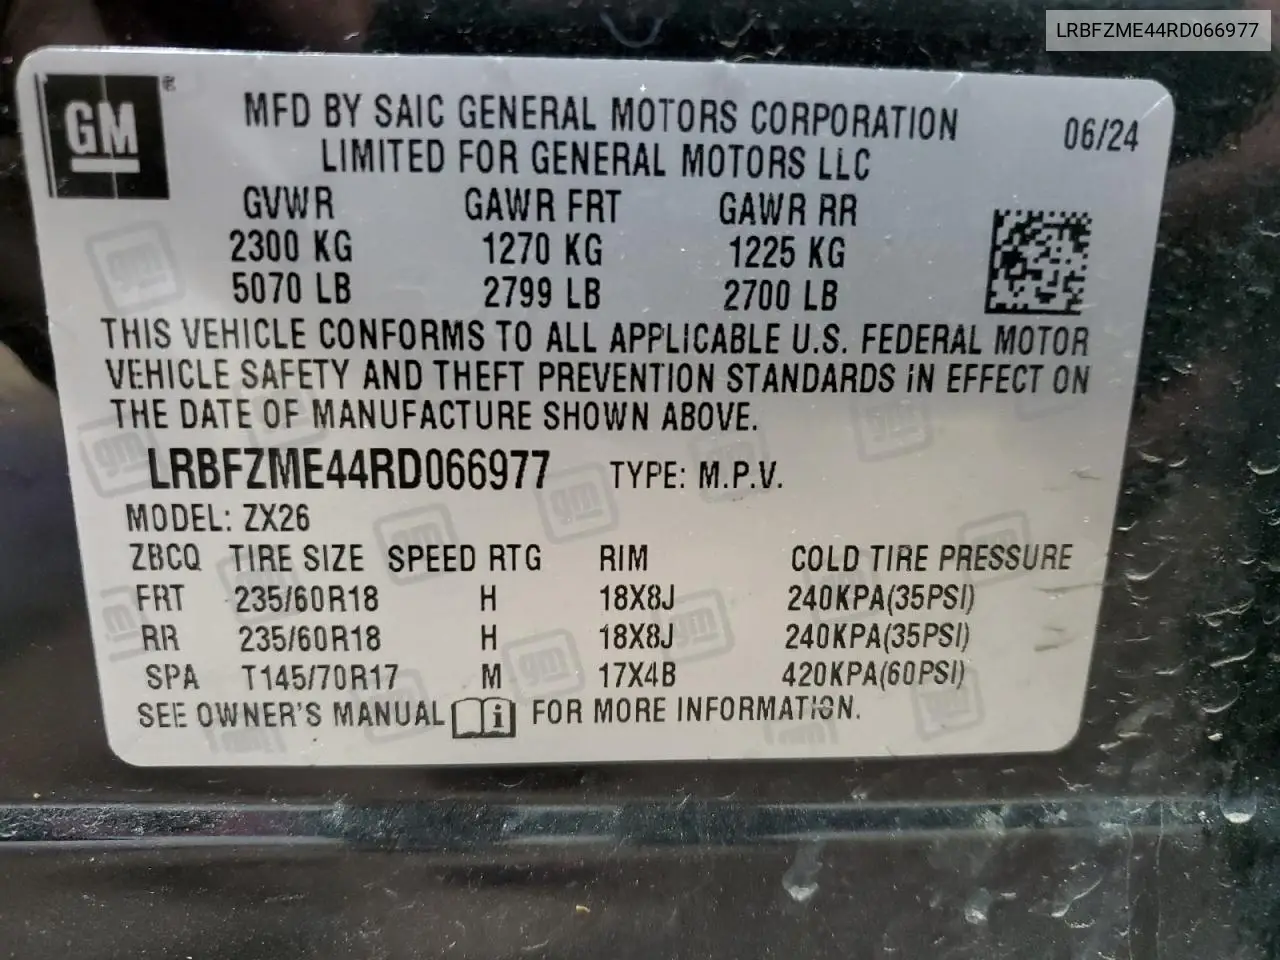 LRBFZME44RD066977
GM ®
MFD BY SAIC GENERAL MOTORS CORPORATION
LIMITED FOR GENERAL MOTORS LLC
06/24
GVWR GAWR FRT GAWR RR
2300 KG 1270 KG 1225 KG
5070 LB 2799 LB 2700 LB
THIS VEHICLE CONFORMS TO ALL APPLICABLE U.S. FEDERAL MOTOR
VEHICLE SAFETY AND THEFT PREVENTION STANDARDS IN EFFECT ON
THE DATE OF MANUFACTURE SHOWN ABOVE.
LRBFZME44RD066977 TYPE: M.P.V.
MODEL: ZX26
ZBCQ TIRE SIZE SPEED RTG RIM COLD TIRE PRESSURE
FRT 235/60R18 H 18X8J 240KPA(35PSI)
RR 235/60R18 H 18X8J 240KPA(35PSI)
SPA T145/70R17 M 17X4B 420KPA(60PSI)
SEE OWNER'S MANUAL i FOR MORE INFORMATION.